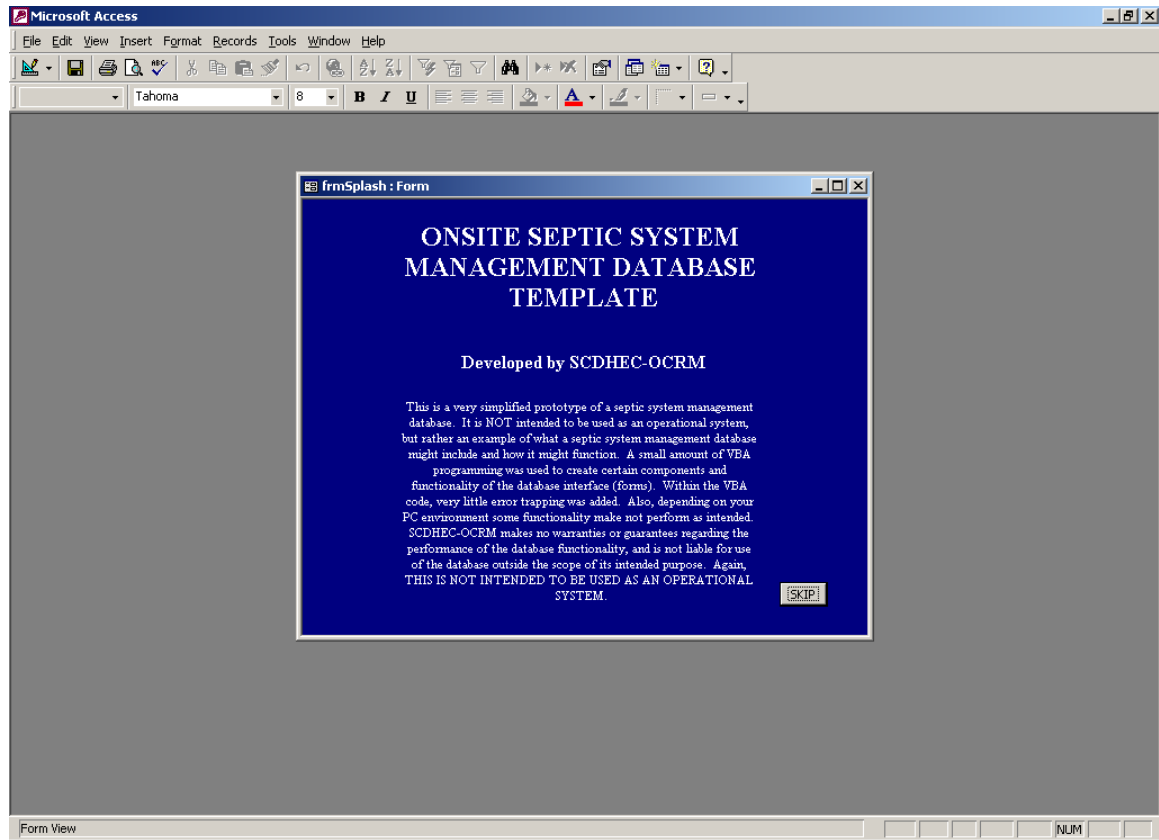 Microsoft Access
File Edit View Insert Format Records Tools Window Help
ABC
Tahoma 8 B I U A
frmSplash : Form
ONSITE SEPTIC SYSTEM
MANAGEMENT DATABASE
TEMPLATE
Developed by SCDHEC-OCRM
This is a very simplified prototype of a septic system management
database. It is NOT intended to be used as an operational system,
but rather an example of what a septic system management database
might include and how it might function. A small amount of VBA
programming was used to create certain components and
functionality of the database interface (forms). Within the VBA
code, very little error trapping was added. Also, depending on your
PC environment some functionality make not perform as intended.
SCDHEC-OCRM makes no warranties or guarantees regarding the
performance of the database functionality, and is not liable for use
of the database outside the scope of its intended purpose. Again,
THIS IS NOT INTENDED TO BE USED AS AN OPERATIONAL
SYSTEM.
SKIP
Form View NUM